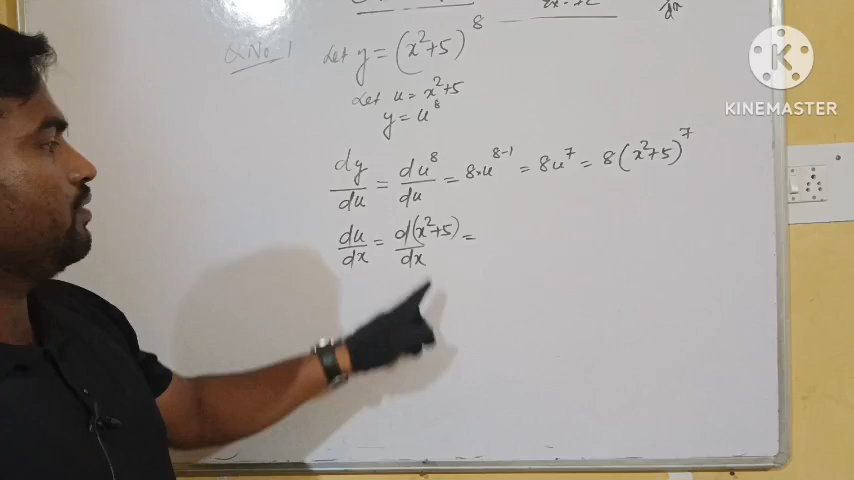 Q No. 1 Let y = (x²+5)⁸
Let u = x²+5
y = u⁸
dy/du = du⁸/du = 8×u⁸⁻¹ = 8u⁷ = 8(x²+5)⁷
du/dx = d(x²+5)/dx =
KINEMASTER